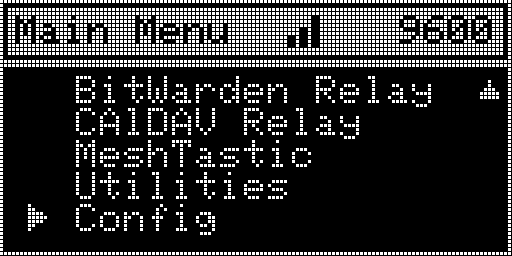 Main Menu 9600
BitWarden Relay
CAlDAV Relay
MeshTastic
Utilities
Config